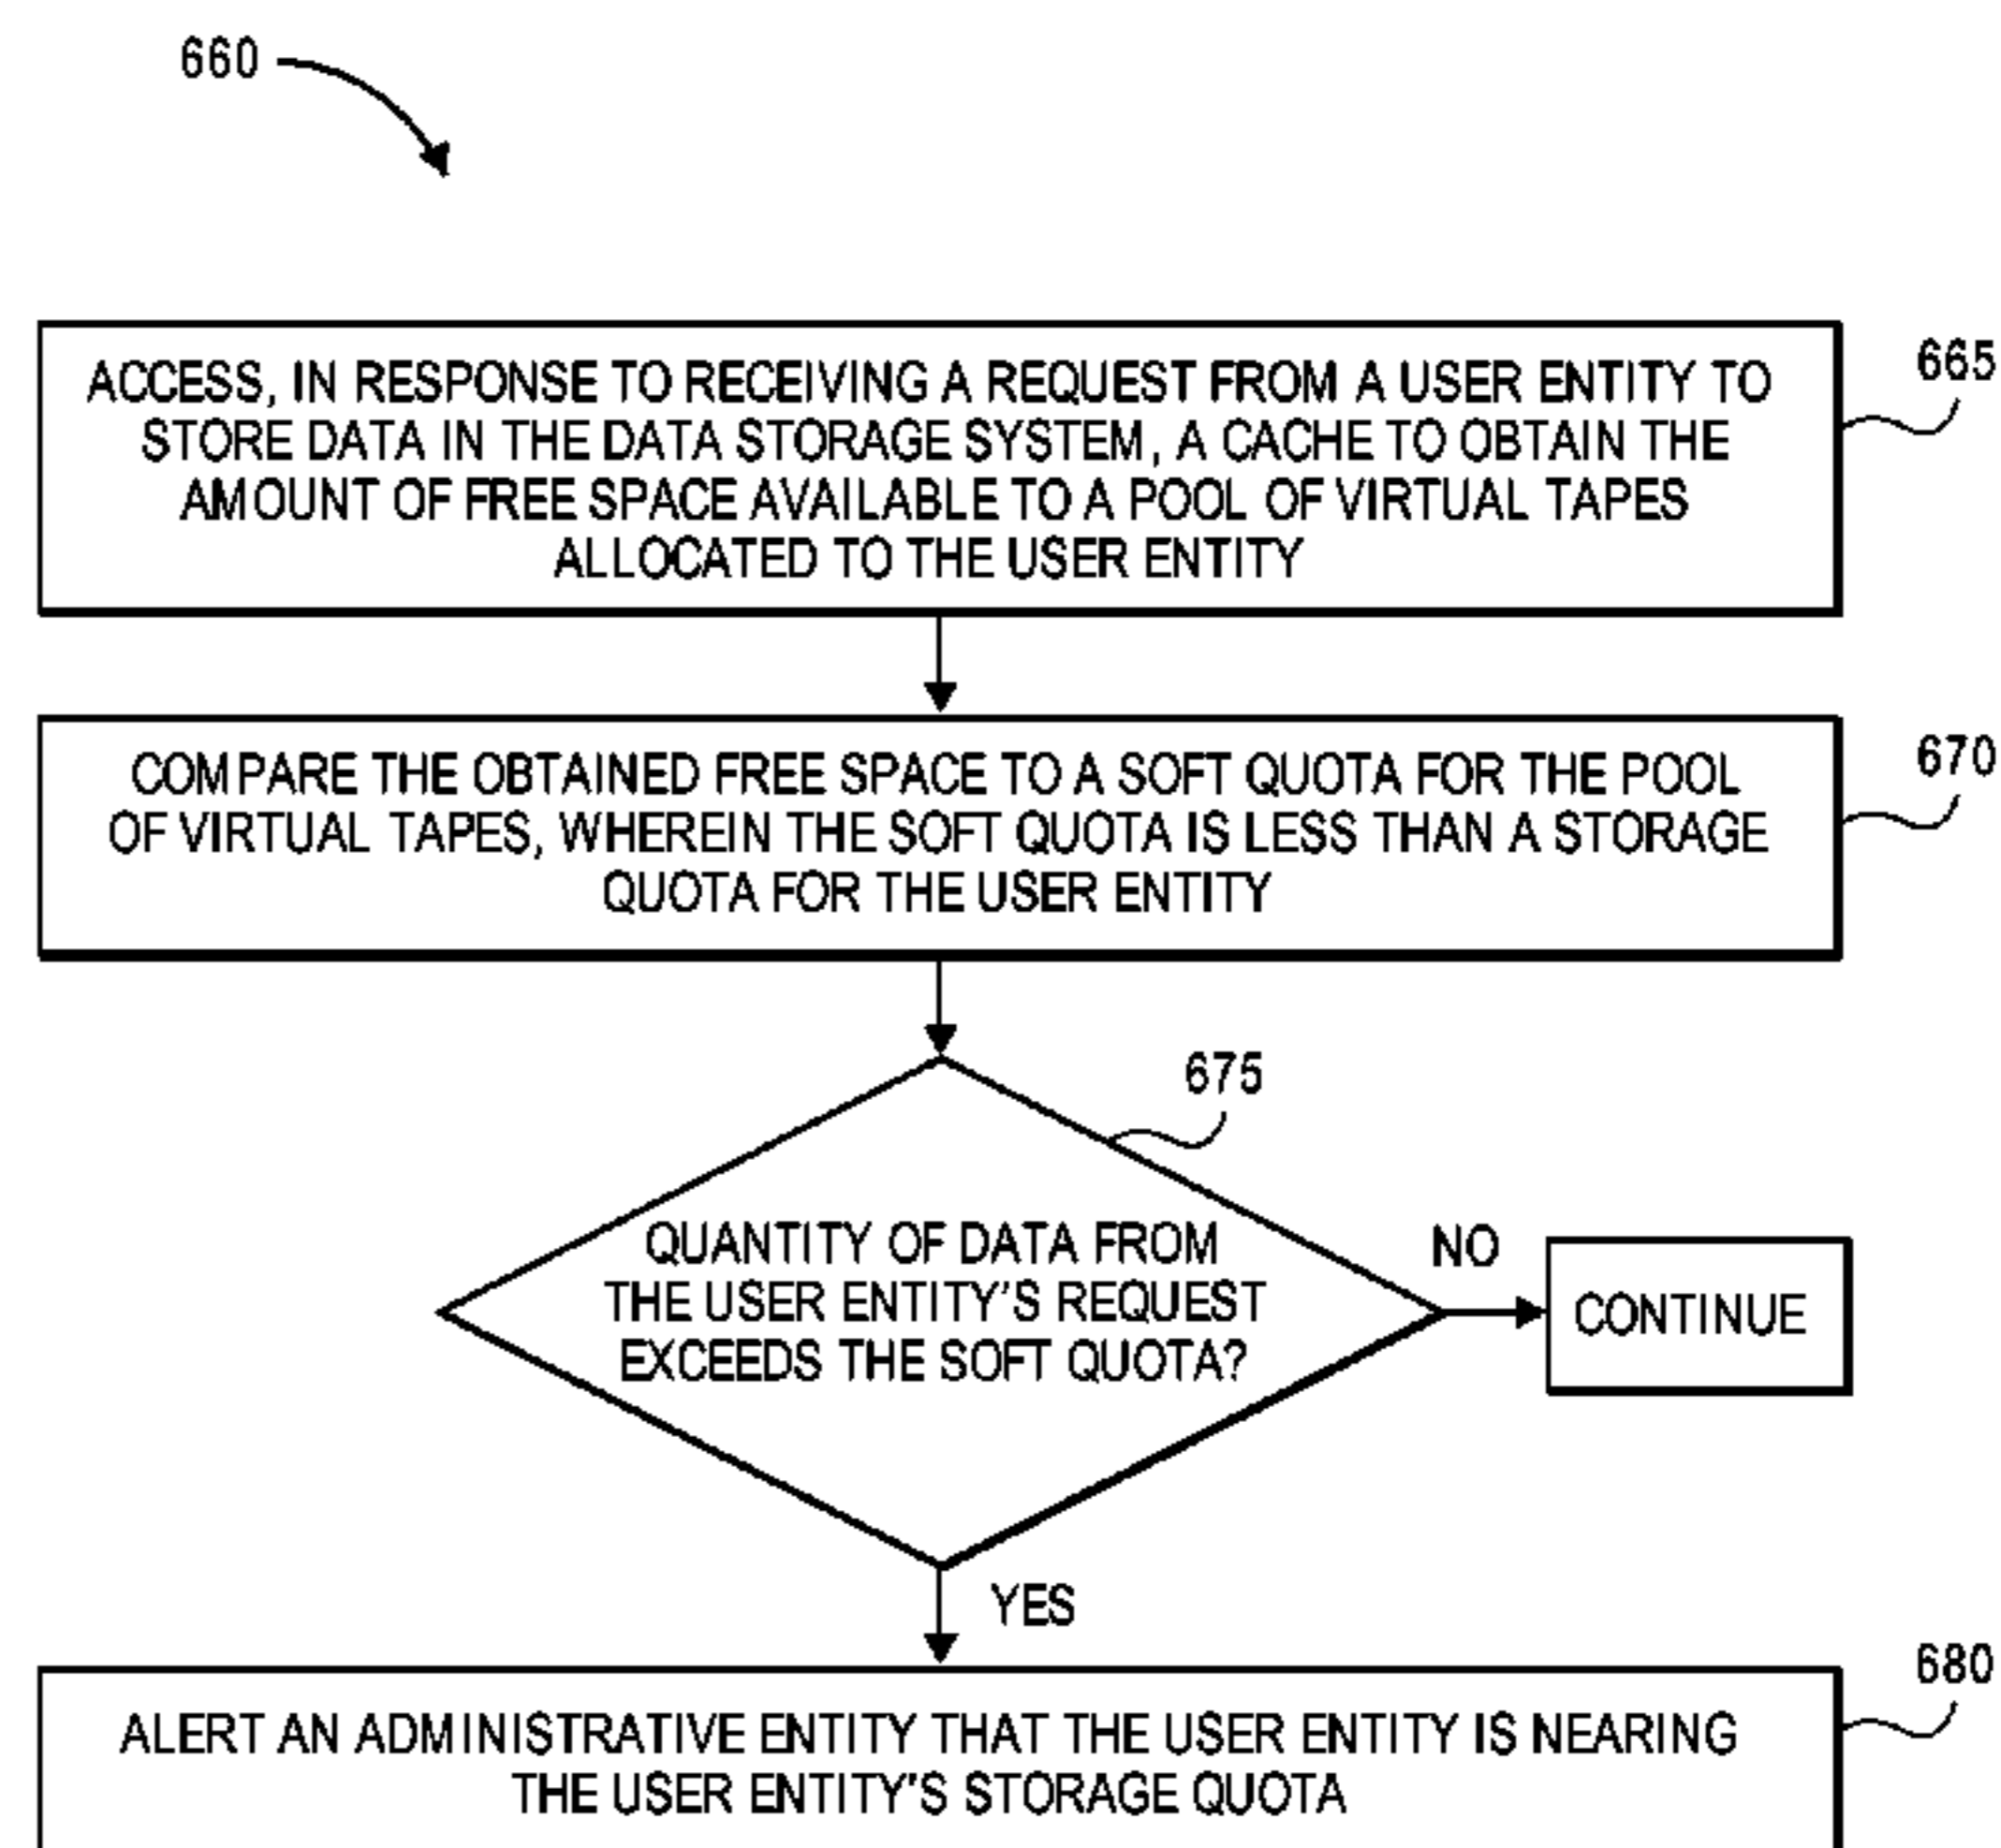 660
ACCESS, IN RESPONSE TO RECEIVING A REQUEST FROM A USER ENTITY TO
STORE DATA IN THE DATA STORAGE SYSTEM, A CACHE TO OBTAIN THE
AMOUNT OF FREE SPACE AVAILABLE TO A POOL OF VIRTUAL TAPES
ALLOCATED TO THE USER ENTITY
665
COMPARE THE OBTAINED FREE SPACE TO A SOFT QUOTA FOR THE POOL
OF VIRTUAL TAPES, WHEREIN THE SOFT QUOTA IS LESS THAN A STORAGE
QUOTA FOR THE USER ENTITY
670
675
QUANTITY OF DATA FROM
THE USER ENTITY'S REQUEST
EXCEEDS THE SOFT QUOTA?
NO
CONTINUE
YES
ALERT AN ADMINISTRATIVE ENTITY THAT THE USER ENTITY IS NEARING
THE USER ENTITY'S STORAGE QUOTA
680